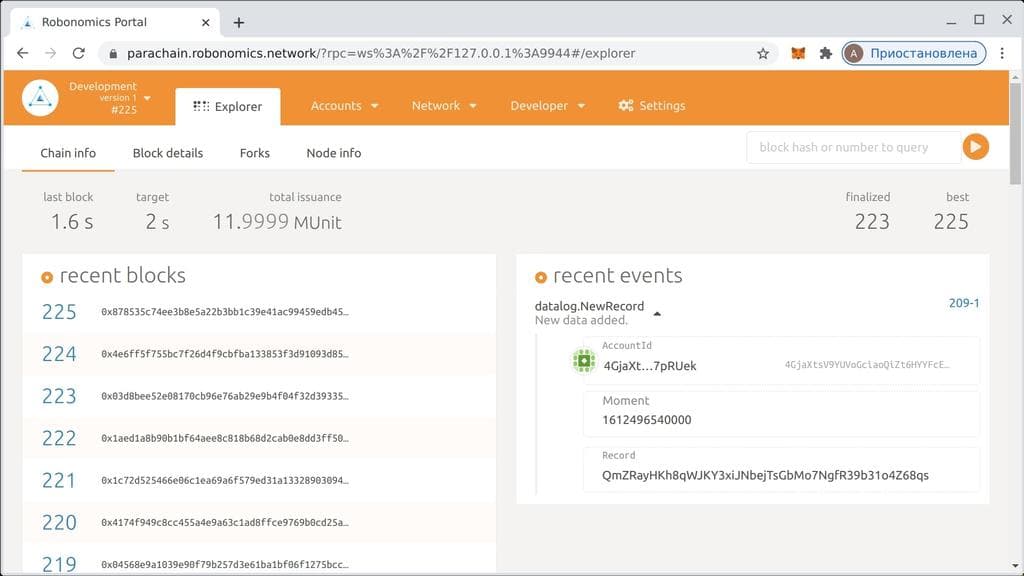 Robonomics Portal
parachain.robonomics.network/?rpc=ws%3A%2F%2F127.0.0.1%3A9944#/explorer
A Приостановлена
Development
version 1
#225
Explorer
Accounts
Network
Developer
Settings
Chain info
Block details
Forks
Node info
block hash or number to query
last block
target
total issuance
finalized
best
1.6 s
2 s
11.9999 MUnit
223
225
recent blocks
225 0x878535c74ee3b8e5a22b3bb1c39e41ac99459edb45…
224 0x4e6ff5f755bc7f26d4f9cbfba133853f3d91093d85…
223 0x03d8bee52e08170cb96e76ab29e9b4f04f32d39335…
222 0x1aed1a8b90b1bf64aee8c818b68d2cab0e8dd3ff50…
221 0x1c72d525466e06c1ea69a6f579ed31a13328903094…
220 0x4174f949c8cc455a4e9a63c1ad8ffce9769b0cd25a…
219 0x04568e9a1039e90f79b257d3e61ba1bf06f1275bcc…
recent events
datalog.NewRecord
209-1
New data added.
AccountId
4GjaXt…7pRUek
4GjaXtsV9YUVoGciaoQiZt6HYYFcE…
Moment
1612496540000
Record
QmZRayHKh8qWJKY3xiJNbejTsGbMo7NgfR39b31o4Z68qs